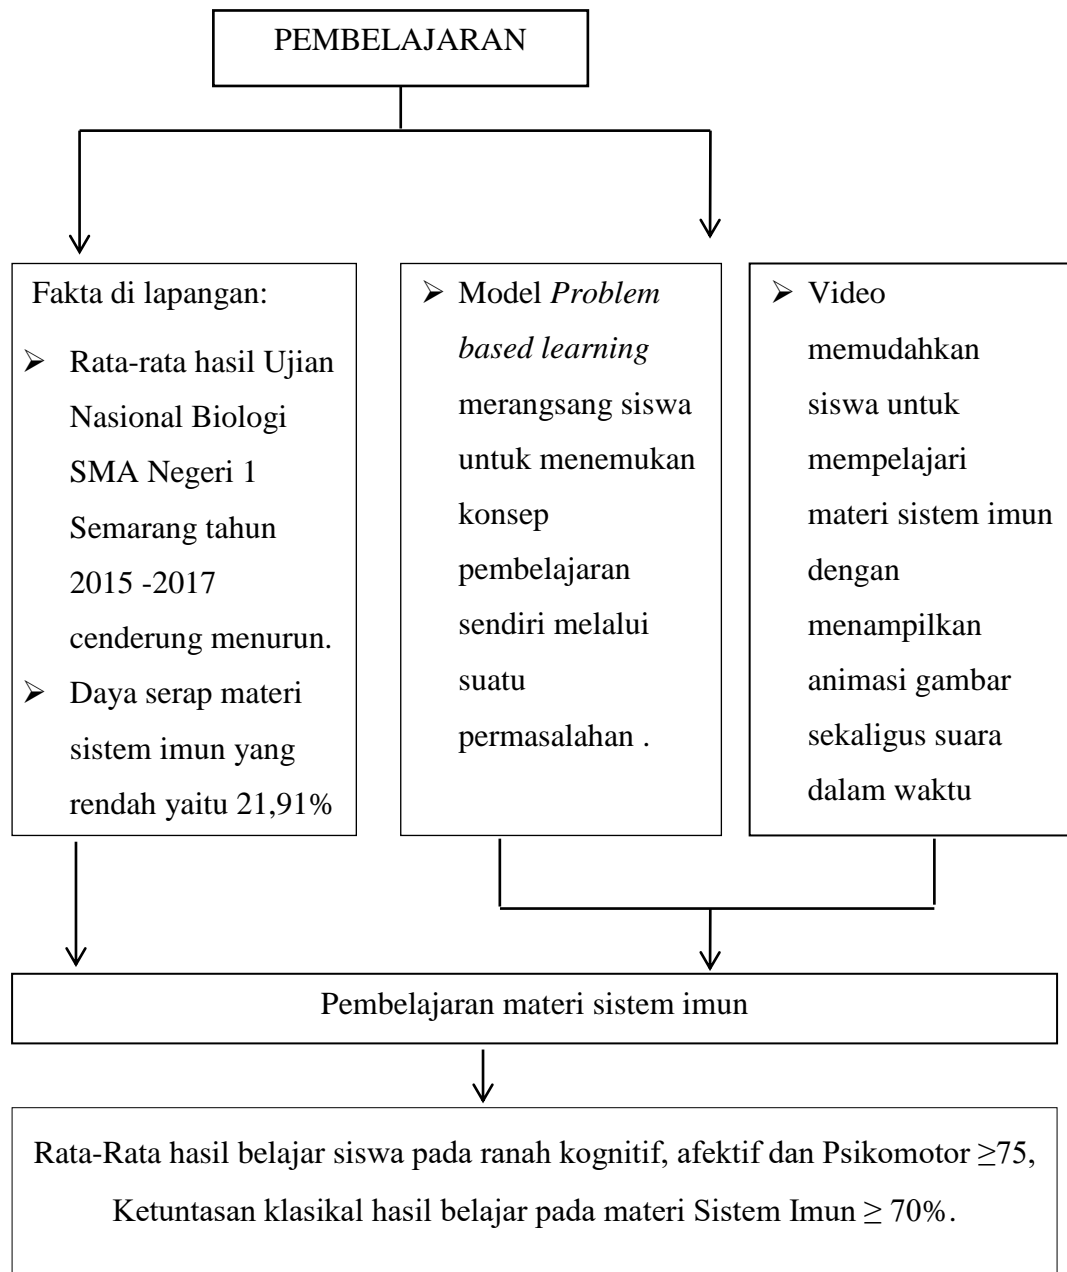 PEMBELAJARAN
Fakta di lapangan:
➢ Rata-rata hasil Ujian
Nasional Biologi
SMA Negeri 1
Semarang tahun
2015 -2017
cenderung menurun.
➢ Daya serap materi
sistem imun yang
rendah yaitu 21,91%
➢ Model Problem
based learning
merangsang siswa
untuk menemukan
konsep
pembelajaran
sendiri melalui
suatu
permasalahan .
➢ Video
memudahkan
siswa untuk
mempelajari
materi sistem imun
dengan
menampilkan
animasi gambar
sekaligus suara
dalam waktu
Pembelajaran materi sistem imun
Rata-Rata hasil belajar siswa pada ranah kognitif, afektif dan Psikomotor ≥75,
Ketuntasan klasikal hasil belajar pada materi Sistem Imun ≥ 70%.